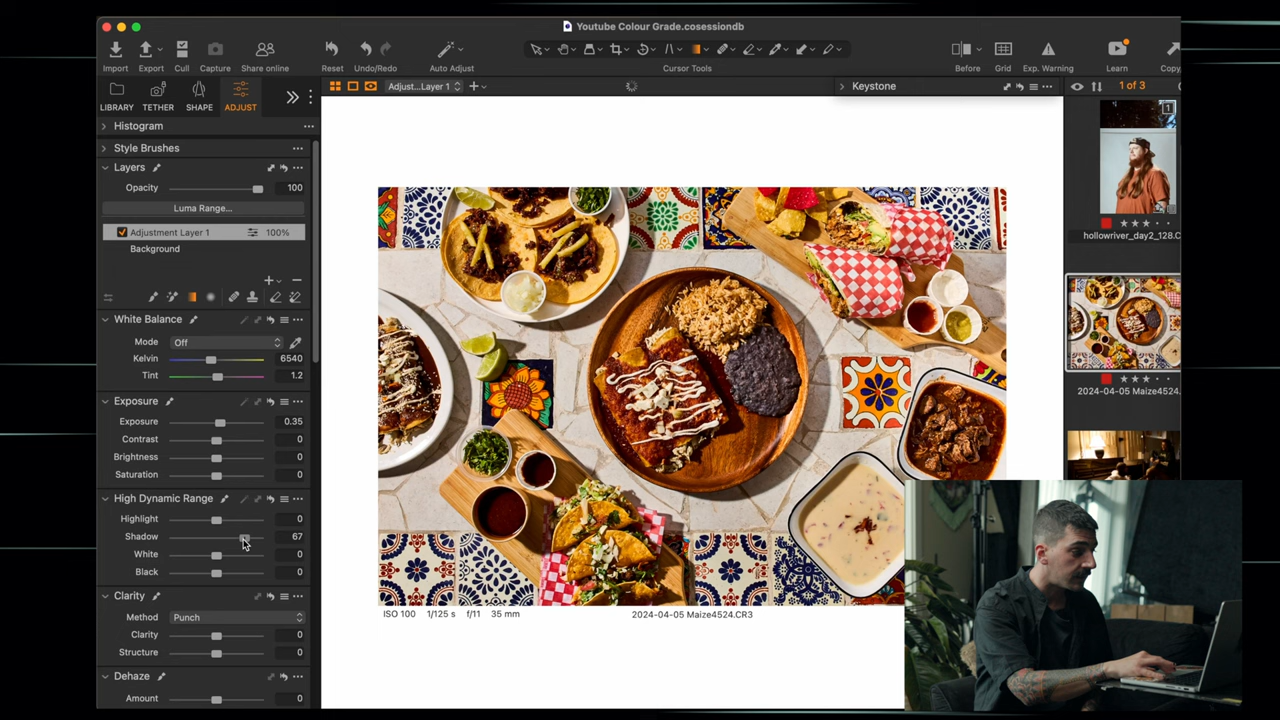 Youtube Colour Grade.cosessiondb
Import Export Cull Capture Share online Reset Undo/Redo Auto Adjust Cursor Tools Before Grid Exp. Warning Learn Copy
LIBRARY TETHER SHAPE ADJUST
Adjust...Layer 1
Keystone
1 of 3
Histogram
Style Brushes
Layers
Opacity 100
Luma Range...
Adjustment Layer 1 100%
Background
White Balance
Mode Off
Kelvin 6540
Tint 1.2
Exposure
Exposure 0.35
Contrast 0
Brightness 0
Saturation 0
High Dynamic Range
Highlight 0
Shadow 67
White 0
Black 0
Clarity
Method Punch
Clarity 0
Structure 0
Dehaze
Amount 0
ISO 100 1/125 s f/11 35 mm 2024-04-05 Maize4524.CR3
1
hollowriver_day2_128.C
2024-04-05 Maize4524.